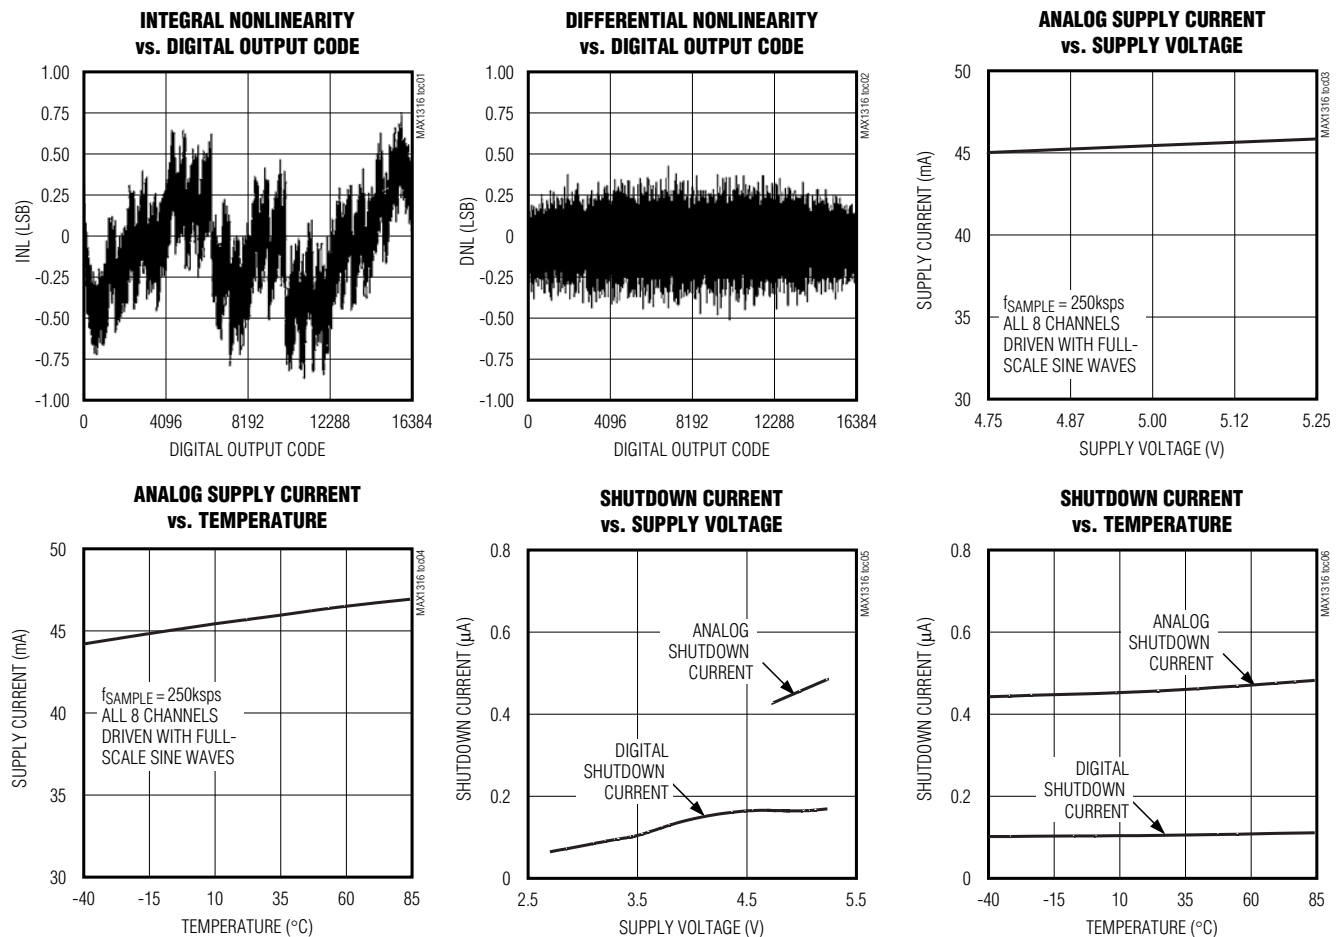 INTEGRAL NONLINEARITY
vs. DIGITAL OUTPUT CODE
1.00
0.75
0.50
0.25
0
-0.25
-0.50
-0.75
-1.00
INL (LSB)
0 4096 8192 12288 16384
DIGITAL OUTPUT CODE
MAX1316 toc01
DIFFERENTIAL NONLINEARITY
vs. DIGITAL OUTPUT CODE
1.00
0.75
0.50
0.25
0
-0.25
-0.50
-0.75
-1.00
DNL (LSB)
0 4096 8192 12288 16384
DIGITAL OUTPUT CODE
MAX1316 toc02
ANALOG SUPPLY CURRENT
vs. SUPPLY VOLTAGE
50
45
40
35
30
SUPPLY CURRENT (mA)
fSAMPLE = 250ksps
ALL 8 CHANNELS
DRIVEN WITH FULL-
SCALE SINE WAVES
4.75 4.87 5.00 5.12 5.25
SUPPLY VOLTAGE (V)
MAX1316 toc03
ANALOG SUPPLY CURRENT
vs. TEMPERATURE
50
45
40
35
30
SUPPLY CURRENT (mA)
fSAMPLE = 250ksps
ALL 8 CHANNELS
DRIVEN WITH FULL-
SCALE SINE WAVES
-40 -15 10 35 60 85
TEMPERATURE (°C)
MAX1316 toc04
SHUTDOWN CURRENT
vs. SUPPLY VOLTAGE
0.8
0.6
0.4
0.2
0
SHUTDOWN CURRENT (µA)
ANALOG
SHUTDOWN
CURRENT
DIGITAL
SHUTDOWN
CURRENT
2.5 3.5 4.5 5.5
SUPPLY VOLTAGE (V)
MAX1316 toc05
SHUTDOWN CURRENT
vs. TEMPERATURE
0.8
0.6
0.4
0.2
0
SHUTDOWN CURRENT (µA)
ANALOG
SHUTDOWN
CURRENT
DIGITAL
SHUTDOWN
CURRENT
-40 -15 10 35 60 85
TEMPERATURE (°C)
MAX1316 toc06